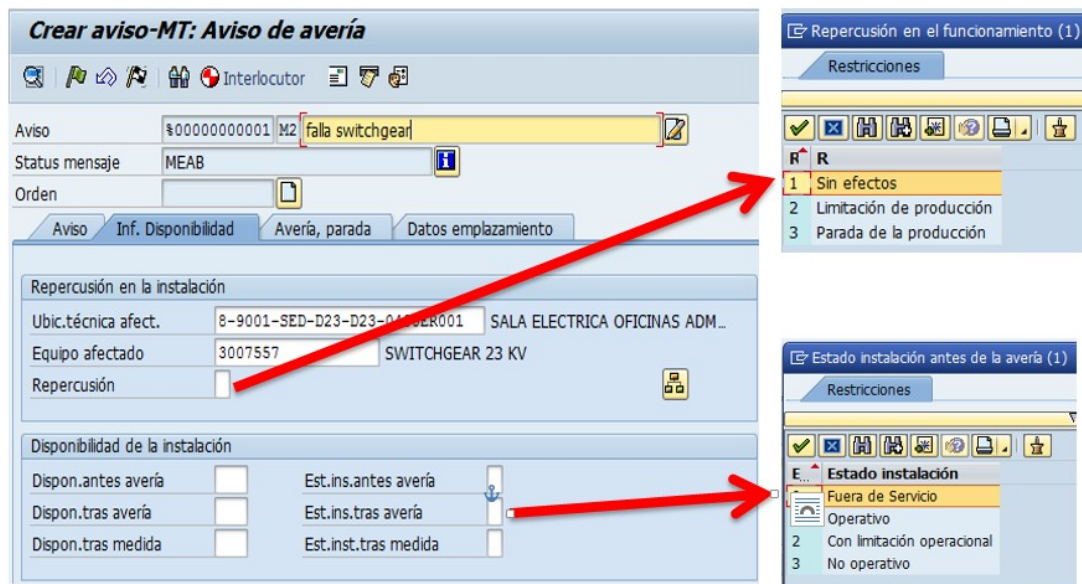 Crear aviso-MT: Aviso de avería
Interlocutor
Aviso %00000000001 M2 falla switchgear
Status mensaje MEAB
Orden
Aviso Inf. Disponibilidad Avería, parada Datos emplazamiento
Repercusión en la instalación
Ubic.técnica afect. SALA ELECTRICA OFICINAS ADM…
Equipo afectado 3007557 SWITCHGEAR 23 KV
Repercusión
Disponibilidad de la instalación
Dispon.antes avería Est.ins.antes avería
Dispon.tras avería Est.ins.tras avería
Dispon.tras medida Est.inst.tras medida
Repercusión en el funcionamiento (1)
Restricciones
R R
1 Sin efectos
2 Limitación de producción
3 Parada de la producción
Estado instalación antes de la avería (1)
Restricciones
E... Estado instalación
Fuera de Servicio
Operativo
2 Con limitación operacional
3 No operativo